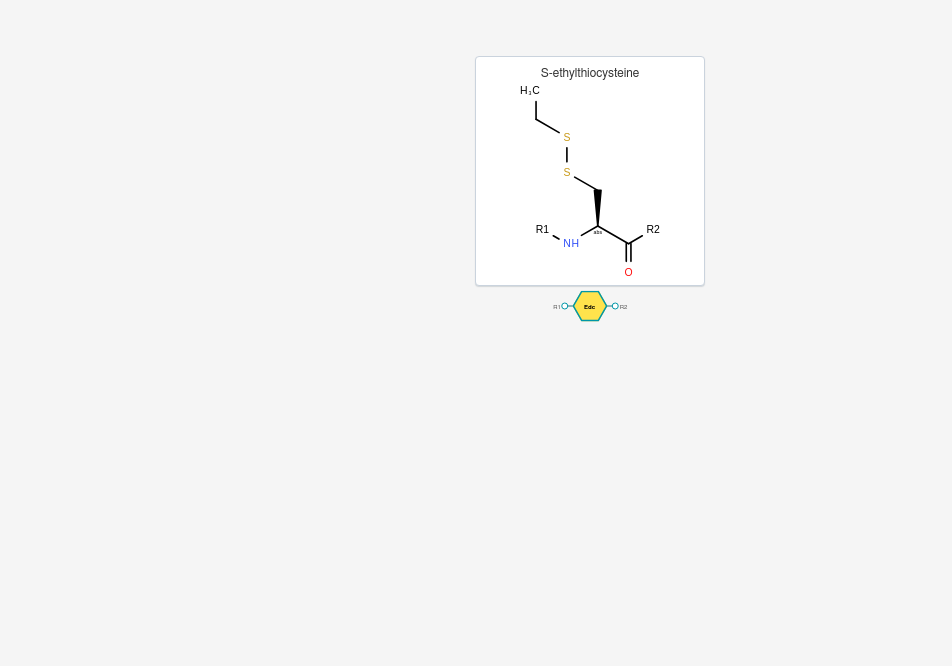 S-ethylthiocysteine
H₃C
S
S
R1 NH abs R2
O
R1 Edc R2